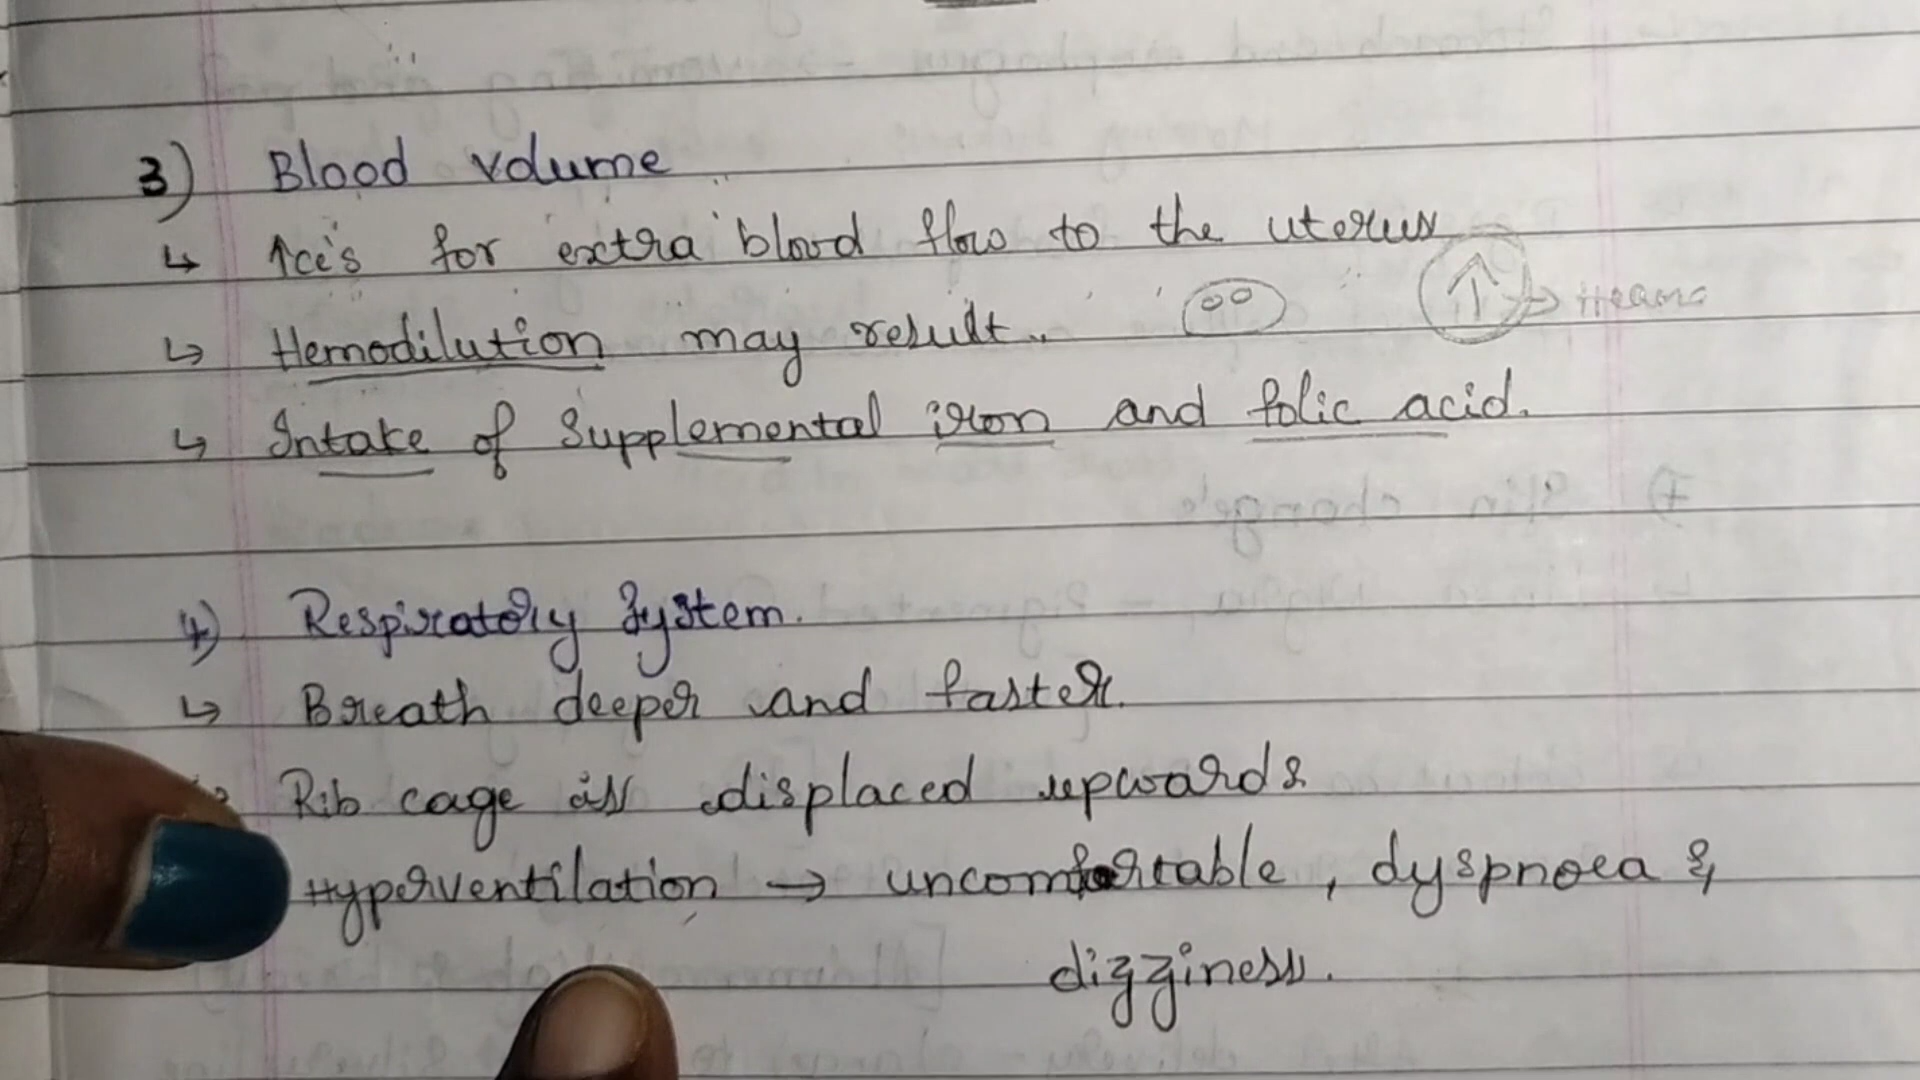 3) Blood volume
↳ ↑ce's for extra blood flow to the uterus
↳ Hemodilution may result.
↳ Intake of Supplemental iron and folic acid.
4) Respiratory System.
↳ Breath deeper and faster.
Rib cage is displaced upwards
Hyperventilation → uncomfortable, dyspnoea &
dizziness.